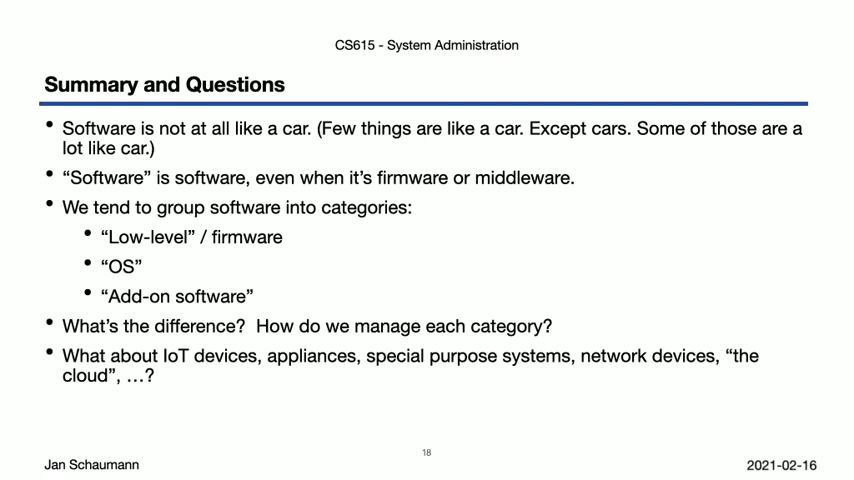 CS615 - System Administration
Summary and Questions
• Software is not at all like a car. (Few things are like a car. Except cars. Some of those are a
lot like car.)
• “Software” is software, even when it’s firmware or middleware.
• We tend to group software into categories:
• “Low-level” / firmware
• “OS”
• “Add-on software”
• What’s the difference?  How do we manage each category?
• What about IoT devices, appliances, special purpose systems, network devices, “the
cloud”, …?
Jan Schaumann
18
2021-02-16